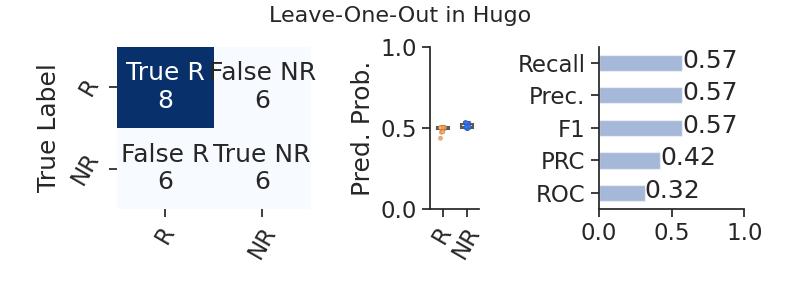 Leave-One-Out in Hugo
True Label
R
NR
True R
8
False NR
6
False R
6
True NR
6
R
NR
Pred. Prob.
1.0
0.5
0.0
R
NR
Recall
0.57
Prec.
0.57
F1
0.57
PRC
0.42
ROC
0.32
0.0
0.5
1.0